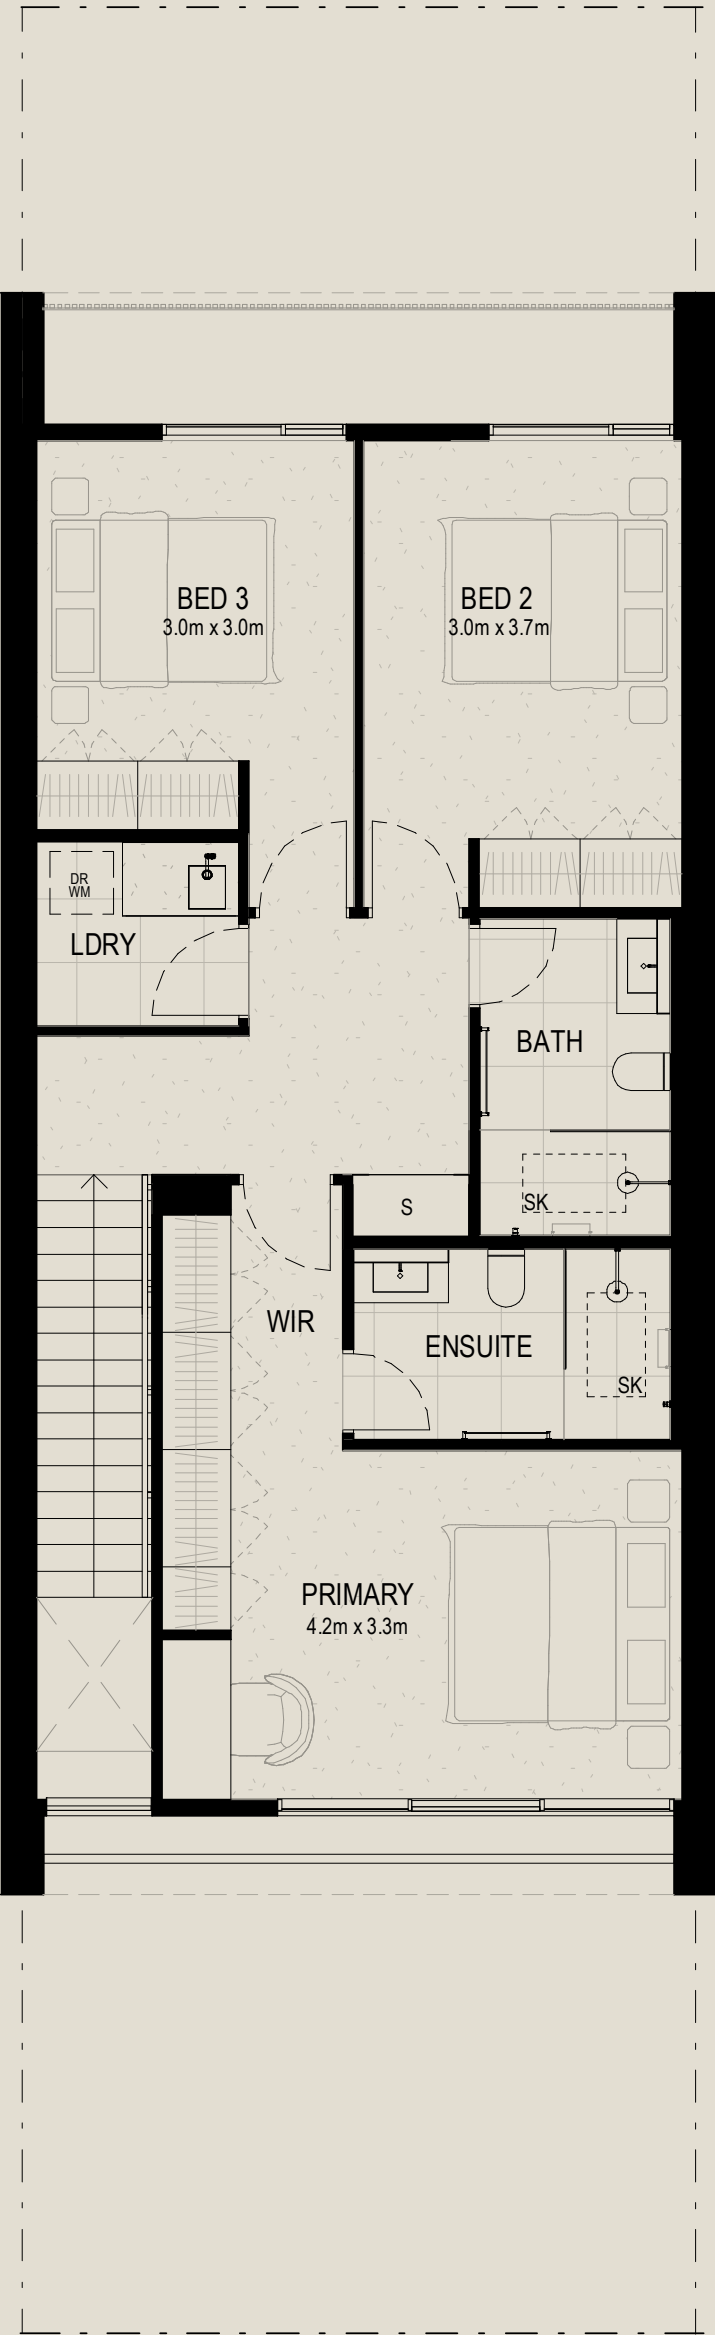 BED 3
3.0m x 3.0m
BED 2
3.0m x 3.7m
DR
WM
LDRY
BATH
SK
S
WIR
ENSUITE
SK
PRIMARY
4.2m x 3.3m